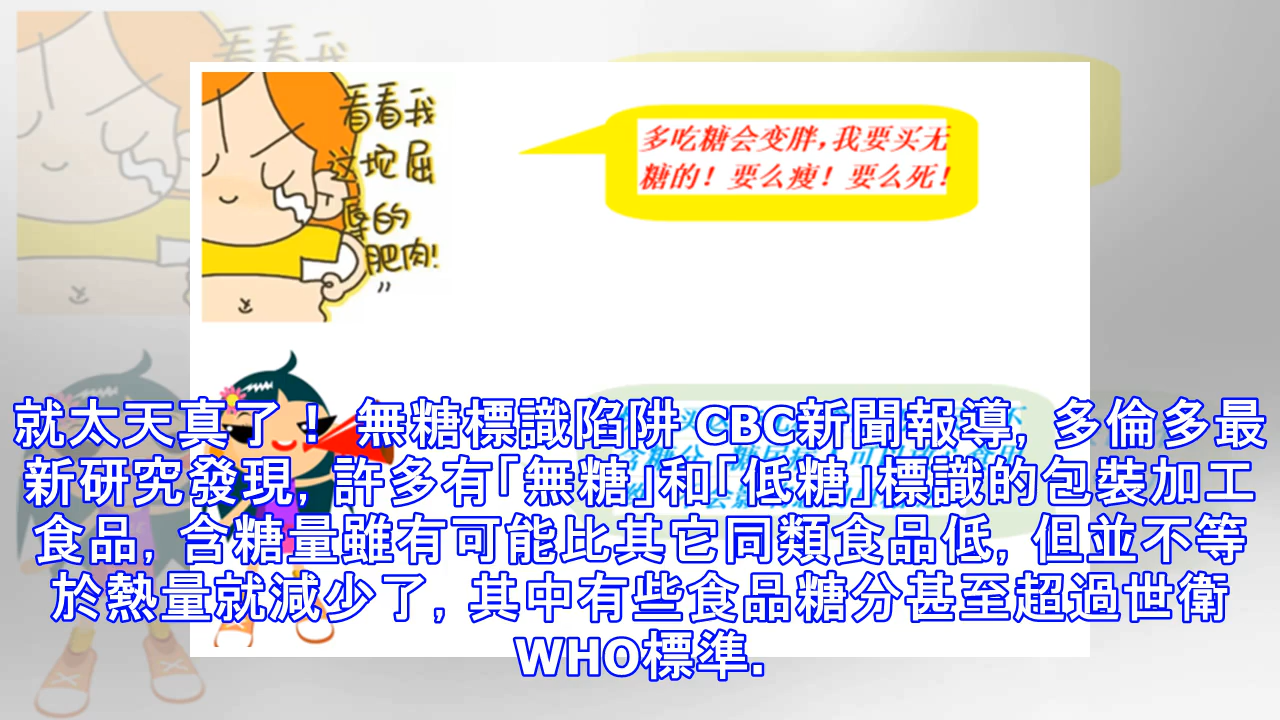 看看我
这坨屈
辱的
肥肉!
多吃糖会变胖,我要买无
糖的!要么瘦!要么死!
就太天真了! 無糖標識陷阱 CBC新聞報導, 多倫多最
新研究發現, 許多有「無糖」和「低糖」標識的包裝加工
食品, 含糖量雖有可能比其它同類食品低, 但並不等
於熱量就減少了, 其中有些食品糖分甚至超過世衛
WHO標準.